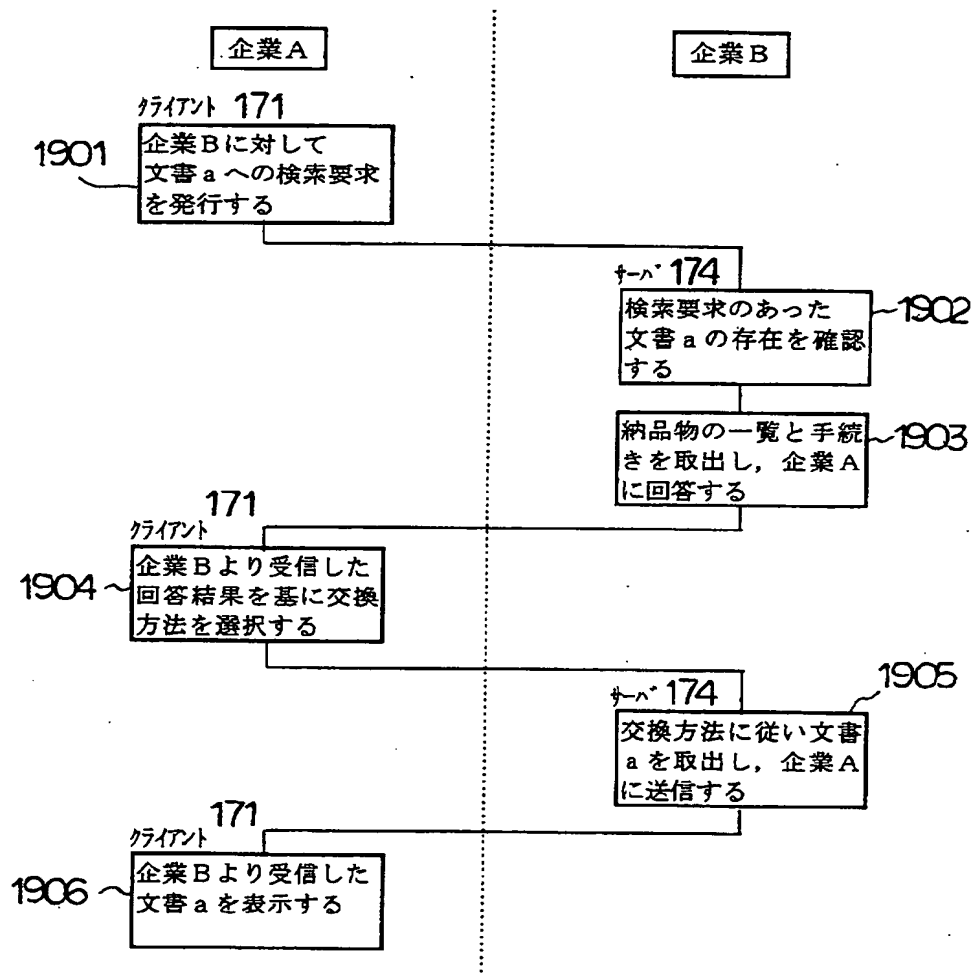 企業A
企業B
クライアント 171
1901
企業Bに対して
文書aへの検索要求
を発行する
サーバ 174
1902
検索要求のあった
文書aの存在を確認
する
1903
納品物の一覧と手続
きを取出し，企業A
に回答する
171
クライアント
1904
企業Bより受信した
回答結果を基に交換
方法を選択する
1905
サーバ 174
交換方法に従い文書
aを取出し，企業A
に送信する
171
クライアント
1906
企業Bより受信した
文書aを表示する